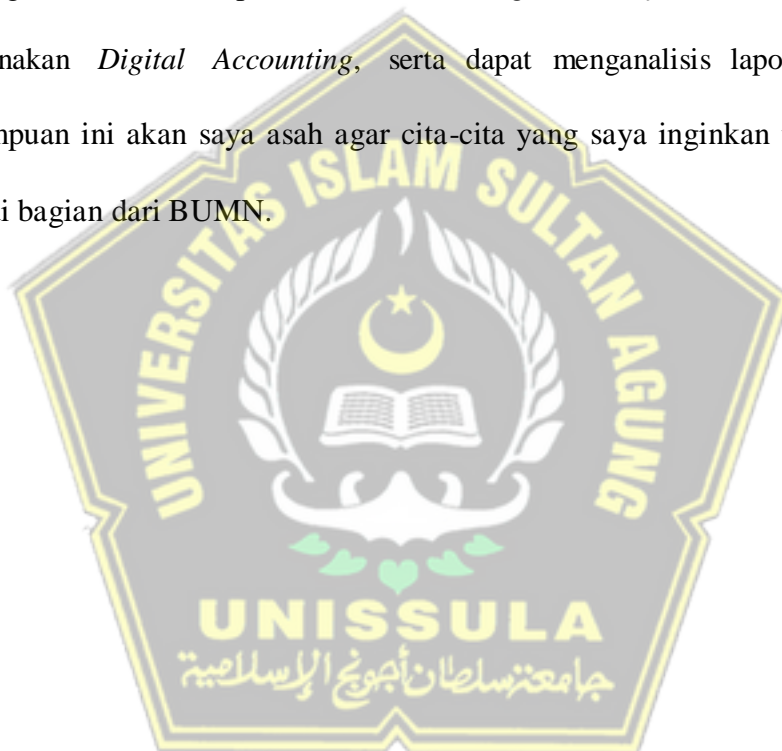 nakan Digital Accounting, serta dapat menganalisis lapo
mpuan ini akan saya asah agar cita-cita yang saya inginkan
i bagian dari BUMN.
UNIVERSITAS ISLAM SULTAN AGUNG
UNISSULA
جامعة سلطان أجونج الإسلامية